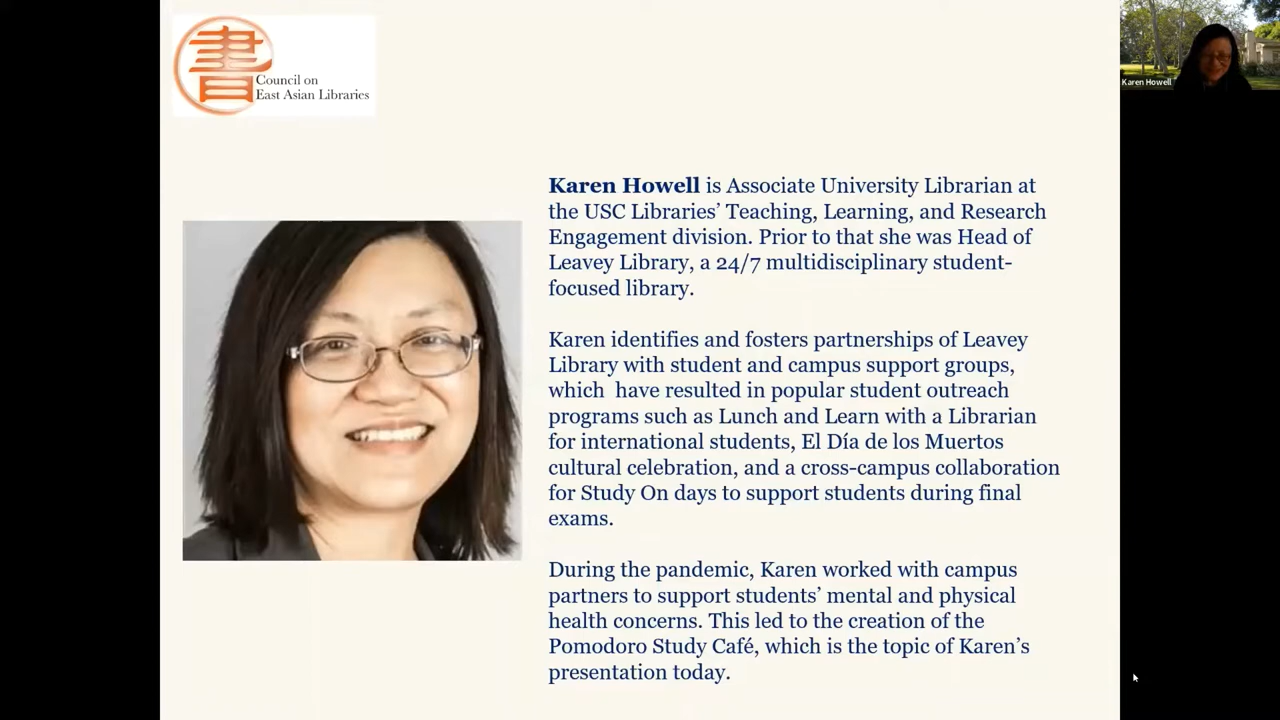 書
Council on
East Asian Libraries
Karen Howell
Karen Howell is Associate University Librarian at
the USC Libraries’ Teaching, Learning, and Research
Engagement division. Prior to that she was Head of
Leavey Library, a 24/7 multidisciplinary student-
focused library.
Karen identifies and fosters partnerships of Leavey
Library with student and campus support groups,
which  have resulted in popular student outreach
programs such as Lunch and Learn with a Librarian
for international students, El Día de los Muertos
cultural celebration, and a cross-campus collaboration
for Study On days to support students during final
exams.
During the pandemic, Karen worked with campus
partners to support students’ mental and physical
health concerns. This led to the creation of the
Pomodoro Study Café, which is the topic of Karen’s
presentation today.